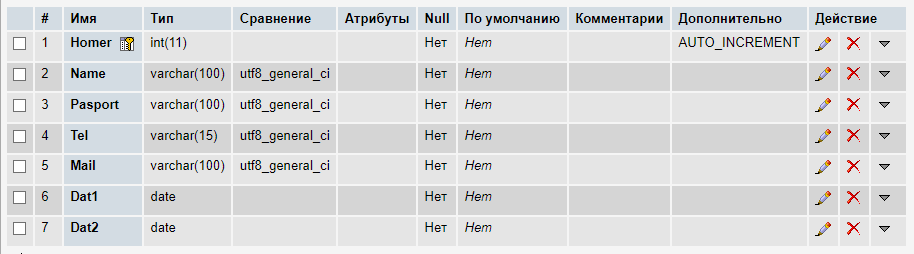 # Имя Тип Сравнение Атрибуты Null По умолчанию Комментарии Дополнительно Действие
1 Homer int(11) Нет Нет AUTO_INCREMENT
2 Name varchar(100) utf8_general_ci Нет Нет
3 Pasport varchar(100) utf8_general_ci Нет Нет
4 Tel varchar(15) utf8_general_ci Нет Нет
5 Mail varchar(100) utf8_general_ci Нет Нет
6 Dat1 date Нет Нет
7 Dat2 date Нет Нет